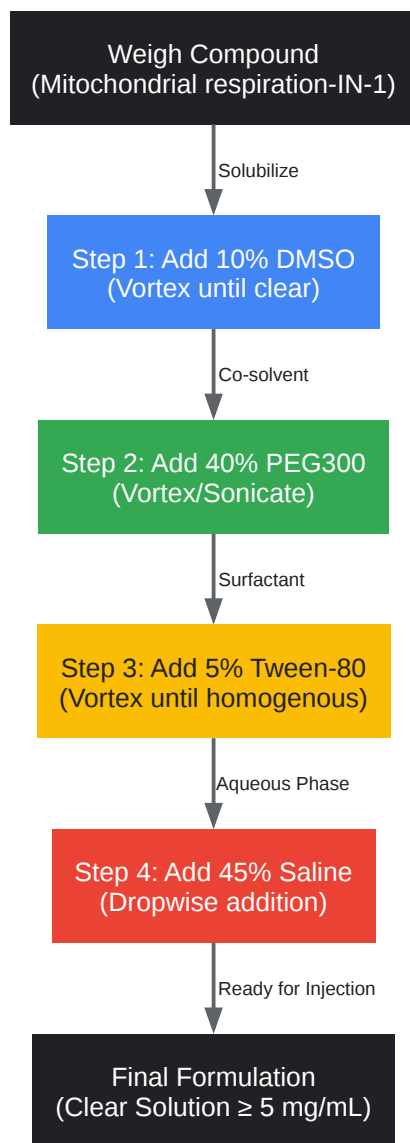 Weigh Compound
(Mitochondrial respiration-IN-1)
Solubilize
Step 1: Add 10% DMSO
(Vortex until clear)
Co-solvent
Step 2: Add 40% PEG300
(Vortex/Sonicate)
Surfactant
Step 3: Add 5% Tween-80
(Vortex until homogenous)
Aqueous Phase
Step 4: Add 45% Saline
(Dropwise addition)
Ready for Injection
Final Formulation
(Clear Solution ≥ 5 mg/mL)